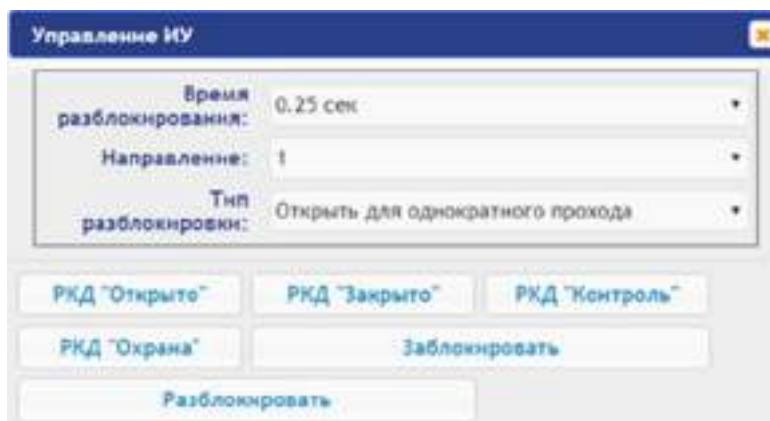 Управление ИУ
Время
разблокирования:
0.25 сек
Направление:
1
Тип
разблокировки:
Открыть для однократного прохода
РКД "Открыто"
РКД "Закрыто"
РКД "Контроль"
РКД "Охрана"
Заблокировать
Разблокировать